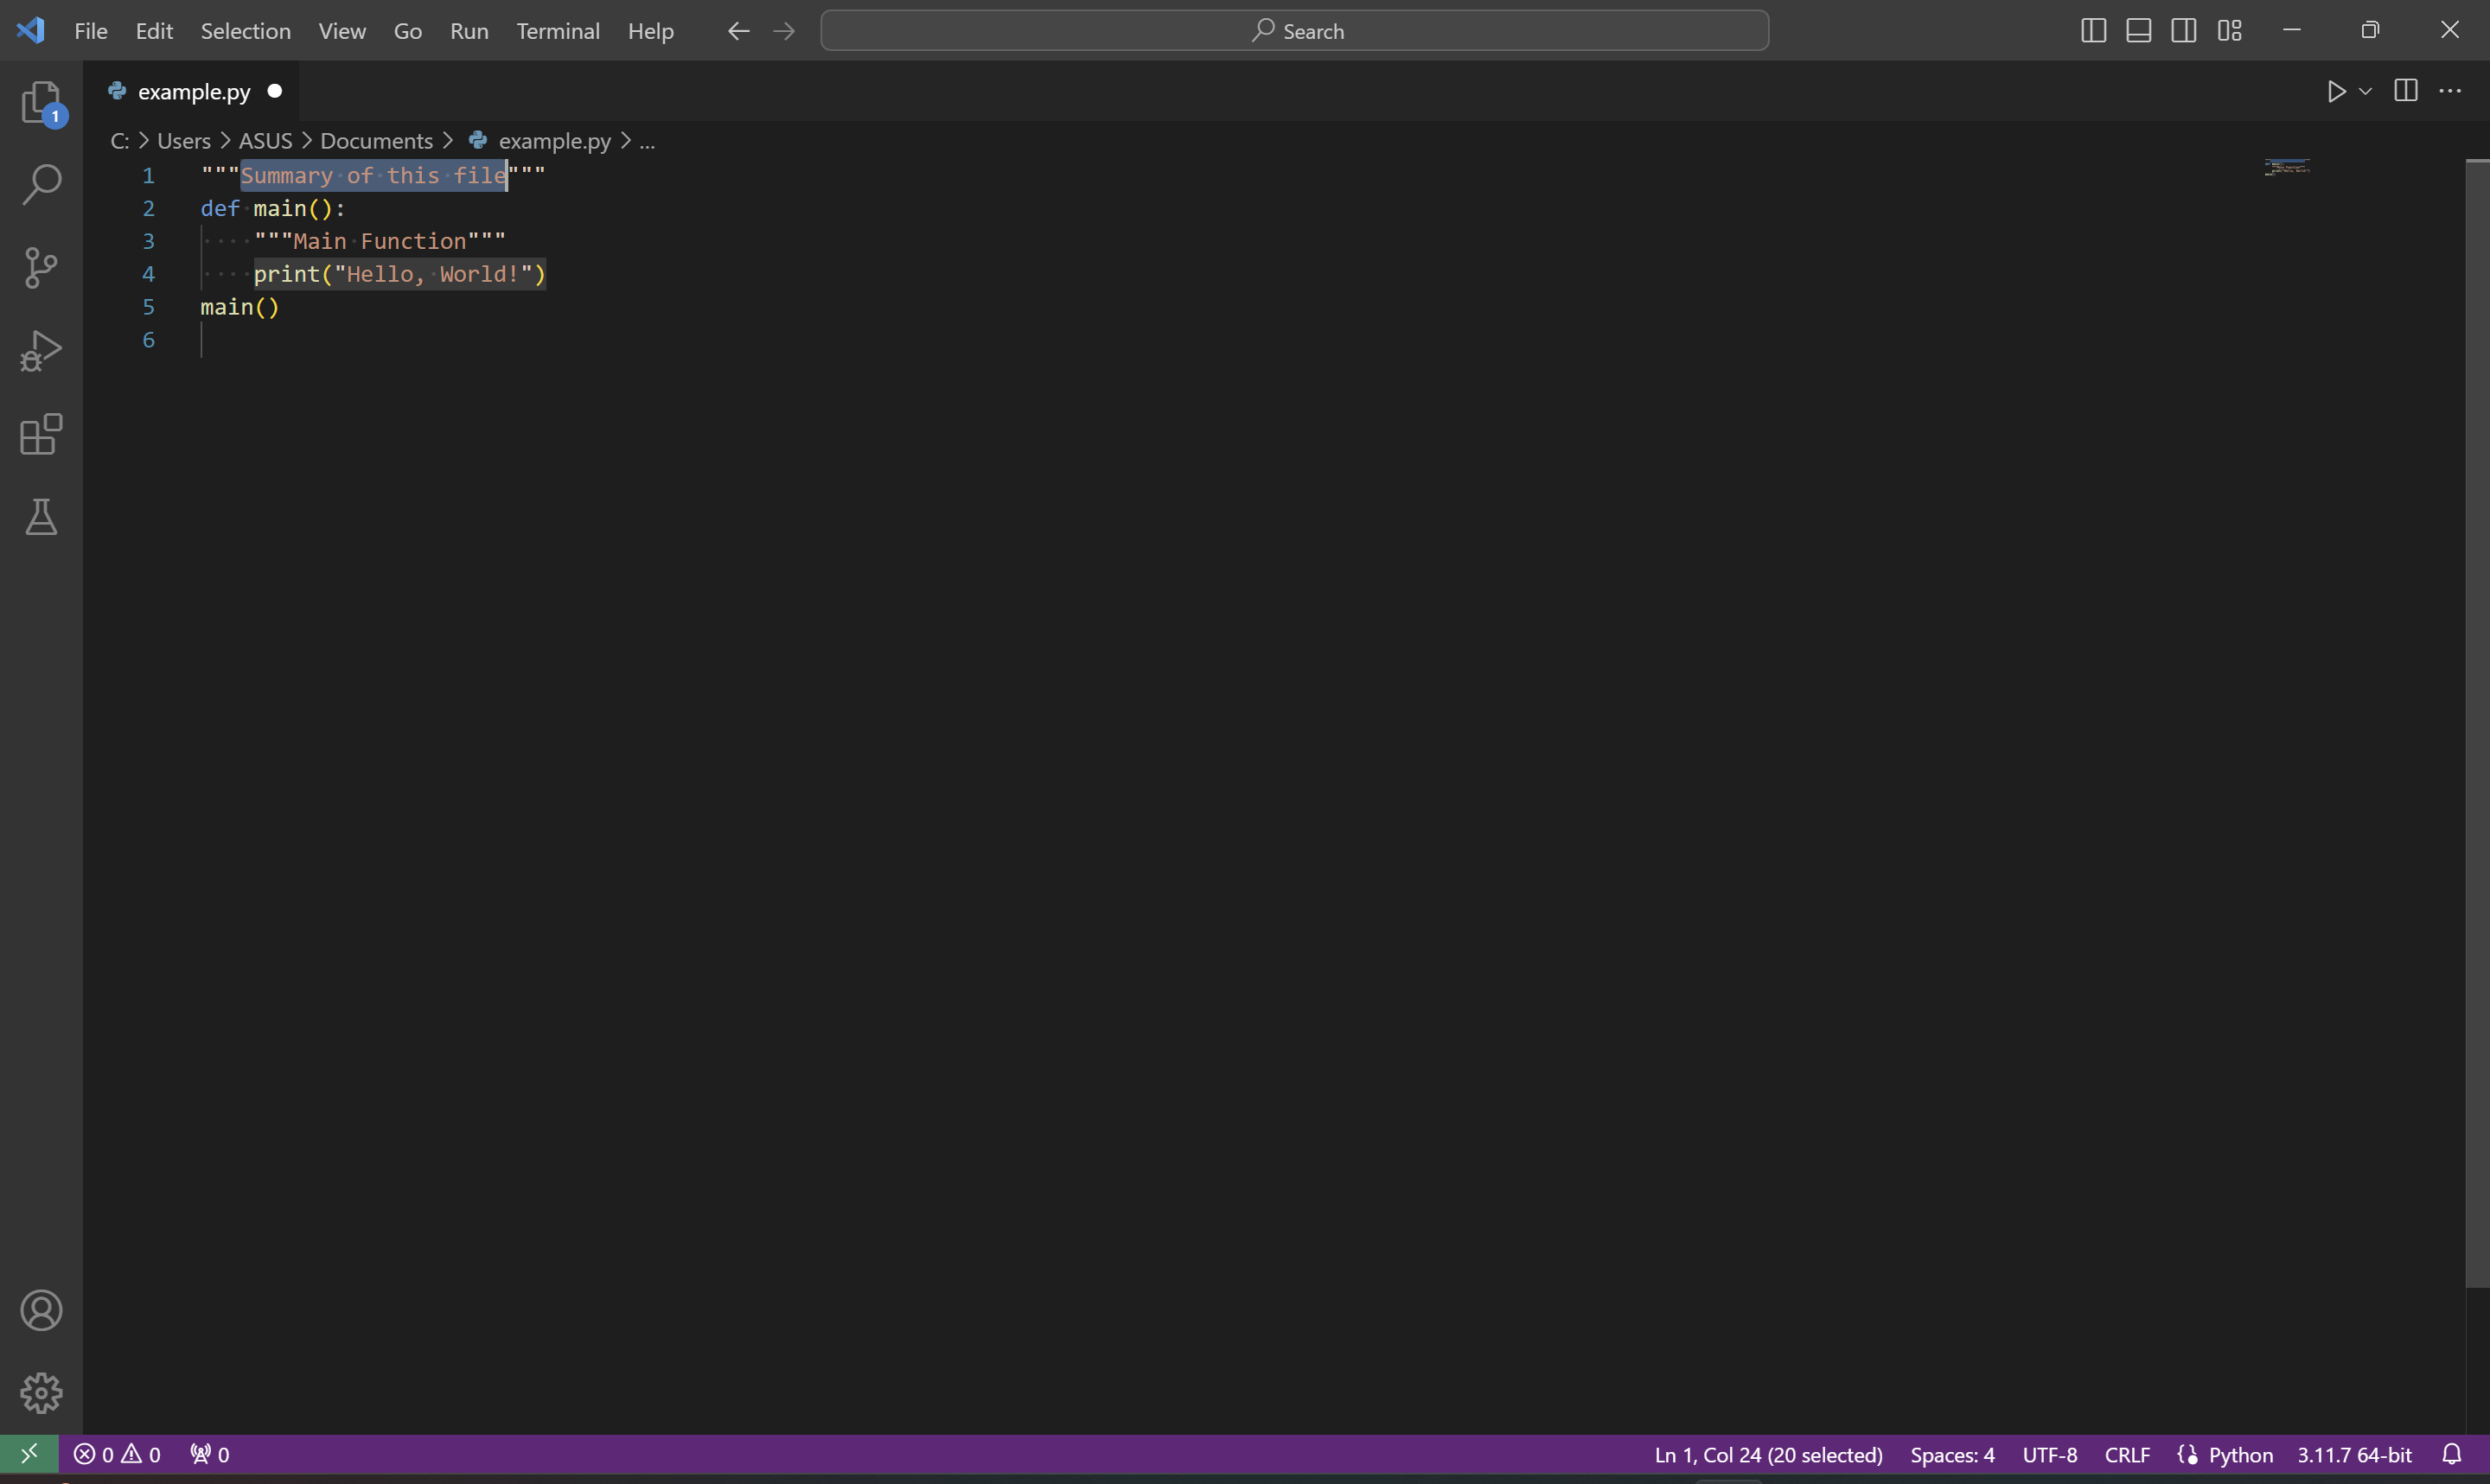 File Edit Selection View Go Run Terminal Help Search
1
example.py
C: > Users > ASUS > Documents > example.py > ...
1 """Summary of this file"""
2 def main():
3 """Main Function"""
4 print("Hello, World!")
5 main()
6
0 0 0 Ln 1, Col 24 (20 selected) Spaces: 4 UTF-8 CRLF Python 3.11.7 64-bit